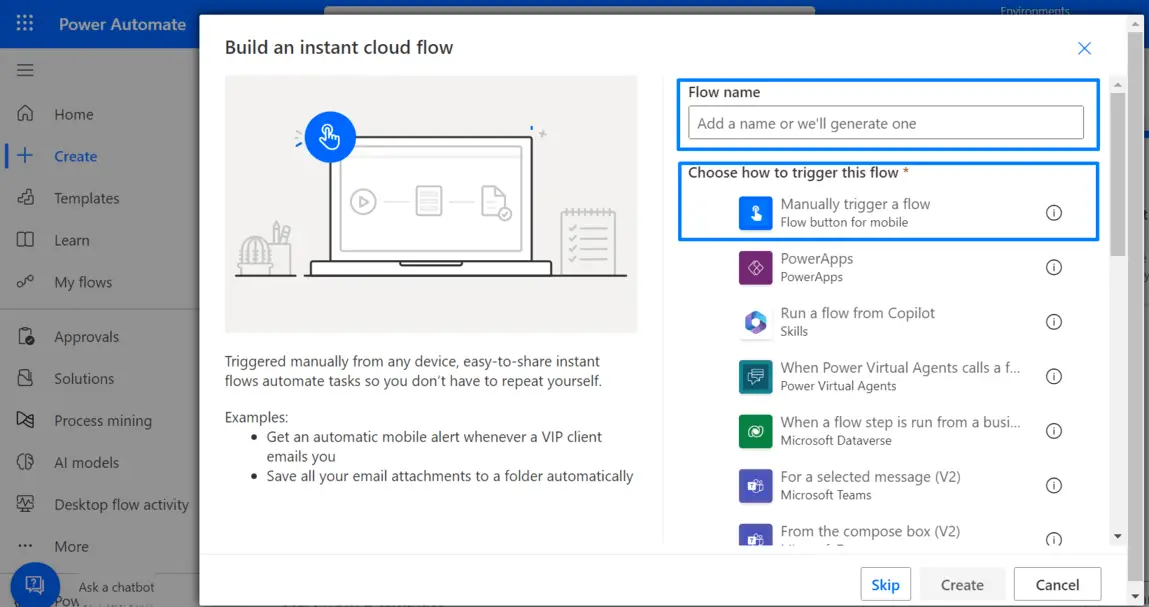 Power Automate
Environments
Home
Create
Templates
Learn
My flows
Approvals
Solutions
Process mining
AI models
Desktop flow activity
More
Ask a chatbot
Build an instant cloud flow
Triggered manually from any device, easy-to-share instant
flows automate tasks so you don’t have to repeat yourself.
Examples:
• Get an automatic mobile alert whenever a VIP client
emails you
• Save all your email attachments to a folder automatically
Flow name
Add a name or we'll generate one
Choose how to trigger this flow *
Manually trigger a flow
Flow button for mobile
PowerApps
PowerApps
Run a flow from Copilot
Skills
When Power Virtual Agents calls a f...
Power Virtual Agents
When a flow step is run from a busi...
Microsoft Dataverse
For a selected message (V2)
Microsoft Teams
From the compose box (V2)
Skip
Create
Cancel